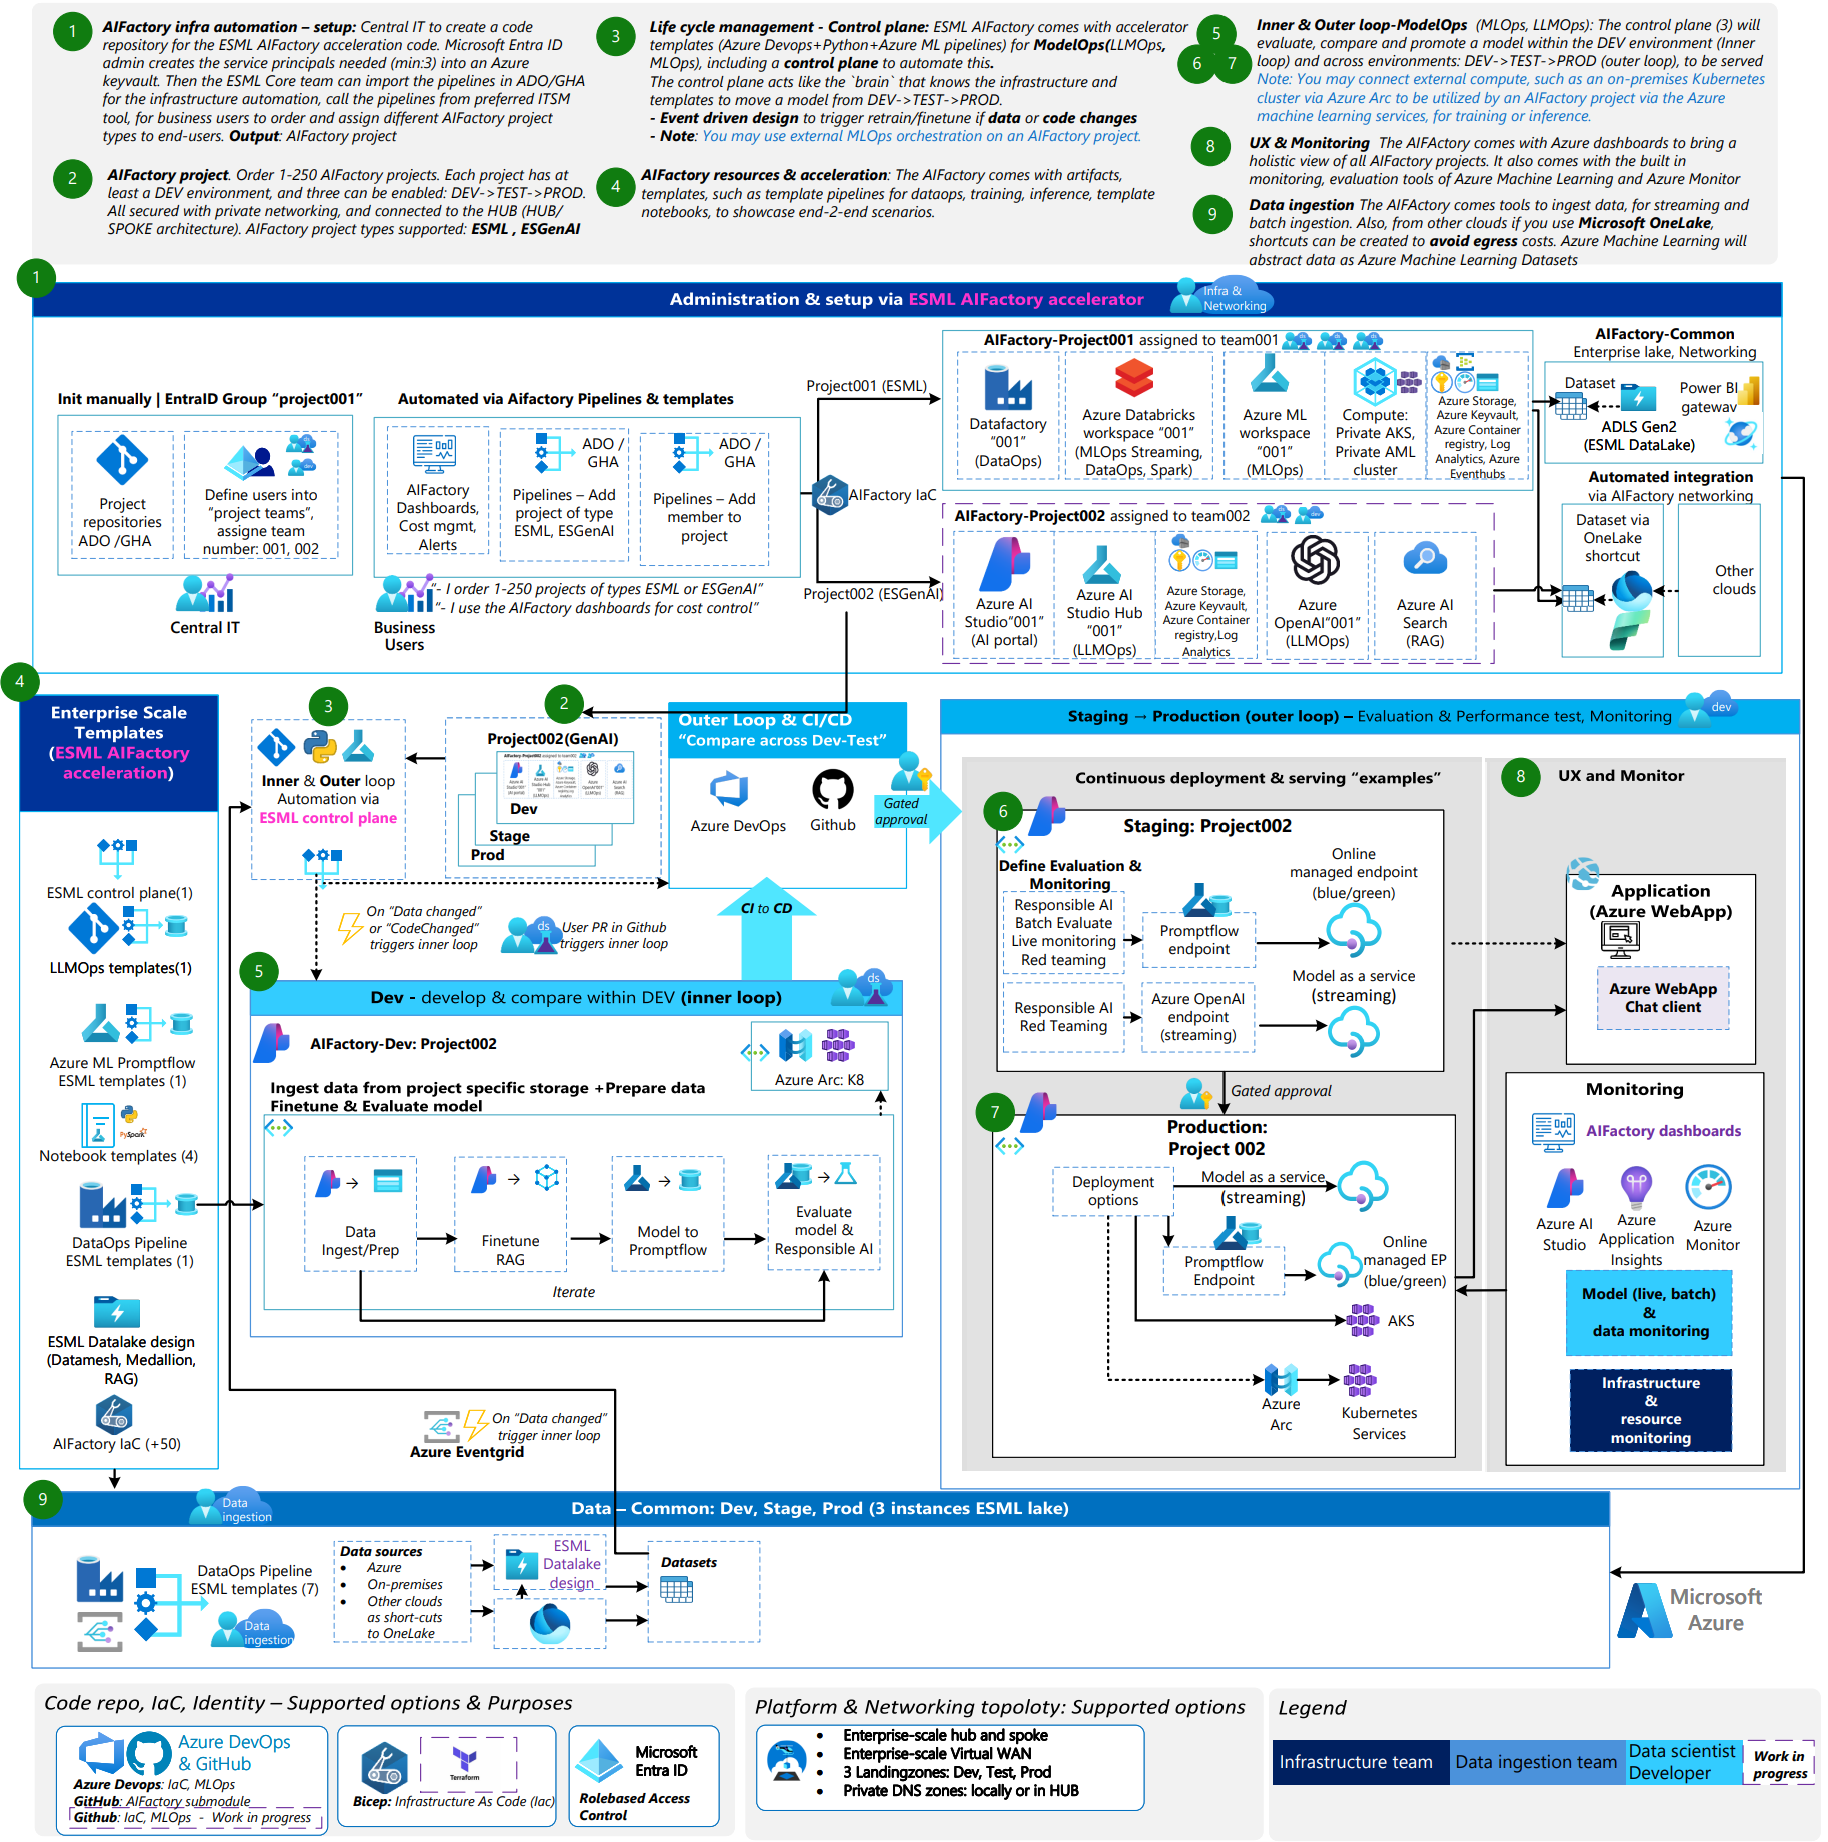 1
AIFactory infra automation – setup: Central IT to create a code
repository for the ESML AIFactory acceleration code. Microsoft Entra ID
admin creates the service principals needed (min:3) into an Azure
keyvault. Then the ESML Core team can import the pipelines in ADO/GHA
for the infrastructure automation, call the pipelines from preferred ITSM
tool, for business users to order and assign different AIFactory project
types to end-users. Output: AIFactory project
2
AIFactory project. Order 1-250 AIFactory projects. Each project has at
least a DEV environment, and three can be enabled: DEV->TEST->PROD.
All secured with private networking, and connected to the HUB (HUB/
SPOKE architecture). AIFactory project types supported: ESML , ESGenAI
3
Life cycle management - Control plane: ESML AIFactory comes with accelerator
templates (Azure Devops+Python+Azure ML pipelines) for ModelOps(LLMOps,
MLOps), including a control plane to automate this.
The control plane acts like the `brain` that knows the infrastructure and
templates to move a model from DEV->TEST->PROD.
- Event driven design to trigger retrain/finetune if data or code changes
- Note: You may use external MLOps orchestration on an AIFactory project.
4
AIFactory resources & acceleration: The AIFactory comes with artifacts,
templates, such as template pipelines for dataops, training, inference, template
notebooks, to showcase end-2-end scenarios.
5
6
7
Inner & Outer loop-ModelOps (MLOps, LLMOps): The control plane (3) will
evaluate, compare and promote a model within the DEV environment (Inner
loop) and across environments: DEV->TEST->PROD (outer loop), to be served
Note: You may connect external compute, such as an on-premises Kubernetes
cluster via Azure Arc to be utilized by an AIFactory project via the Azure
machine learning services, for training or inference.
8
UX & Monitoring The AIFActory comes with Azure dashboards to bring a
holistic view of all AIFactory projects. It also comes with the built in
monitoring, evaluation tools of Azure Machine Learning and Azure Monitor
9
Data ingestion The AIFActory comes tools to ingest data, for streaming and
batch ingestion. Also, from other clouds if you use Microsoft OneLake,
shortcuts can be created to avoid egress costs. Azure Machine Learning will
abstract data as Azure Machine Learning Datasets
1
Administration & setup via ESML AIFactory accelerator
Infra &
Networking
Init manually | EntraID Group “project001”
Project
repositories
ADO /GHA
Define users into
“project teams”,
assigne team
number: 001, 002
dev
Central IT
Automated via Aifactory Pipelines & templates
AIFactory
Dashboards,
Cost mgmt,
Alerts
ADO /
GHA
Pipelines – Add
project of type
ESML, ESGenAI
ADO /
GHA
Pipelines – Add
member to
project
Business
Users
“- I order 1-250 projects of types ESML or ESGenAI”
“- I use the AIFactory dashboards for cost control”
Project001 (ESML)
AIFactory IaC
Project002 (ESGenAI)
AIFactory-Project001 assigned to team001
Datafactory
“001”
(DataOps)
Azure Databricks
workspace “001”
(MLOps Streaming,
DataOps, Spark)
Azure ML
workspace
“001”
(MLOps)
Compute:
Private AKS,
Private AML
cluster
Azure Storage,
Azure Keyvault,
Azure Container
registry, Log
Analytics, Azure
Eventhubs
AIFactory-Project002 assigned to team002
dev
Azure AI
Studio“001”
(AI portal)
Azure AI
Studio Hub
“001”
(LLMOps)
Azure Storage,
Azure Keyvault,
Azure Container
registry,Log
Analytics
Azure
OpenAI“001”
(LLMOps)
Azure AI
Search
(RAG)
AIFactory-Common
Enterprise lake, Networking
Dataset
Power BI
gateway
ADLS Gen2
(ESML DataLake)
Automated integration
via AIFactory networking
Dataset via
OneLake
shortcut
Other
clouds
4
Enterprise Scale
Templates
(ESML AIFactory
acceleration)
ESML control plane(1)
LLMOps templates(1)
Azure ML Promptflow
ESML templates (1)
PySpark
Notebook templates (4)
DataOps Pipeline
ESML templates (1)
ESML Datalake design
(Datamesh, Medallion,
RAG)
AIFactory IaC (+50)
3
Inner & Outer loop
Automation via
ESML control plane
2
Project002(GenAI)
Dev
Stage
Prod
Outer Loop & CI/CD
“Compare across Dev-Test”
Azure DevOps
Github
Gated
approval
CI to CD
On “Data changed”
or “CodeChanged”
triggers inner loop
ds
User PR in Github
triggers inner loop
5
Dev - develop & compare within DEV (inner loop)
ds
AIFactory-Dev: Project002
Azure Arc: K8
Ingest data from project specific storage +Prepare data
Finetune & Evaluate model
Data
Ingest/Prep
Finetune
RAG
Model to
Promptflow
Evaluate
model &
Responsible AI
Iterate
On “Data changed”
trigger inner loop
Azure Eventgrid
Staging → Production (outer loop) – Evaluation & Performance test, Monitoring
dev
Continuous deployment & serving “examples”
6
Staging: Project002
Define Evaluation &
Monitoring
Responsible AI
Batch Evaluate
Live monitoring
Red teaming
Promptflow
endpoint
Online
managed endpoint
(blue/green)
Responsible AI
Red Teaming
Azure OpenAI
endpoint
(streaming)
Model as a service
(streaming)
Gated approval
7
Production:
Project 002
Deployment
options
Model as a service
(streaming)
Promptflow
Endpoint
Online
managed EP
(blue/green)
AKS
Azure
Arc
Kubernetes
Services
8
UX and Monitor
Application
(Azure WebApp)
Azure WebApp
Chat client
Monitoring
AIFactory dashboards
Azure AI
Studio
Azure
Application
Insights
Azure
Monitor
Model (live, batch)
&
data monitoring
Infrastructure
&
resource
monitoring
9
Data
ingestion
Data – Common: Dev, Stage, Prod (3 instances ESML lake)
DataOps Pipeline
ESML templates (7)
Data
ingestion
Data sources
• Azure
• On-premises
• Other clouds
as short-cuts
to OneLake
ESML
Datalake
design
Datasets
Microsoft
Azure
Code repo, IaC, Identity – Supported options & Purposes
Azure DevOps
& GitHub
Azure Devops: IaC, MLOps
GitHub: AIFactory submodule
Github: IaC, MLOps - Work in progress
Terraform
Bicep: Infrastructure As Code (Iac)
Microsoft
Entra ID
Rolebased Access
Control
Platform & Networking topoloty: Supported options
• Enterprise-scale hub and spoke
• Enterprise-scale Virtual WAN
• 3 Landingzones: Dev, Test, Prod
• Private DNS zones: locally or in HUB
Legend
Infrastructure team
Data ingestion team
Data scientist
Developer
Work in
progress